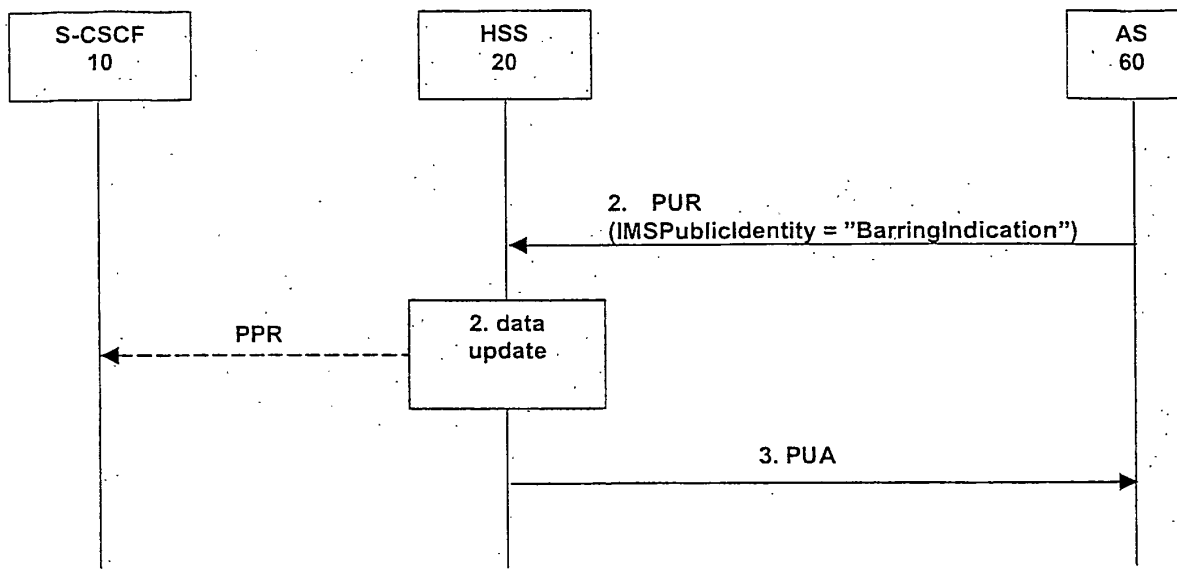 S-CSCF
10
HSS
20
AS
60
2. PUR
(IMSPublicIdentity = "BarringIndication")
2. data
update
PPR
3. PUA